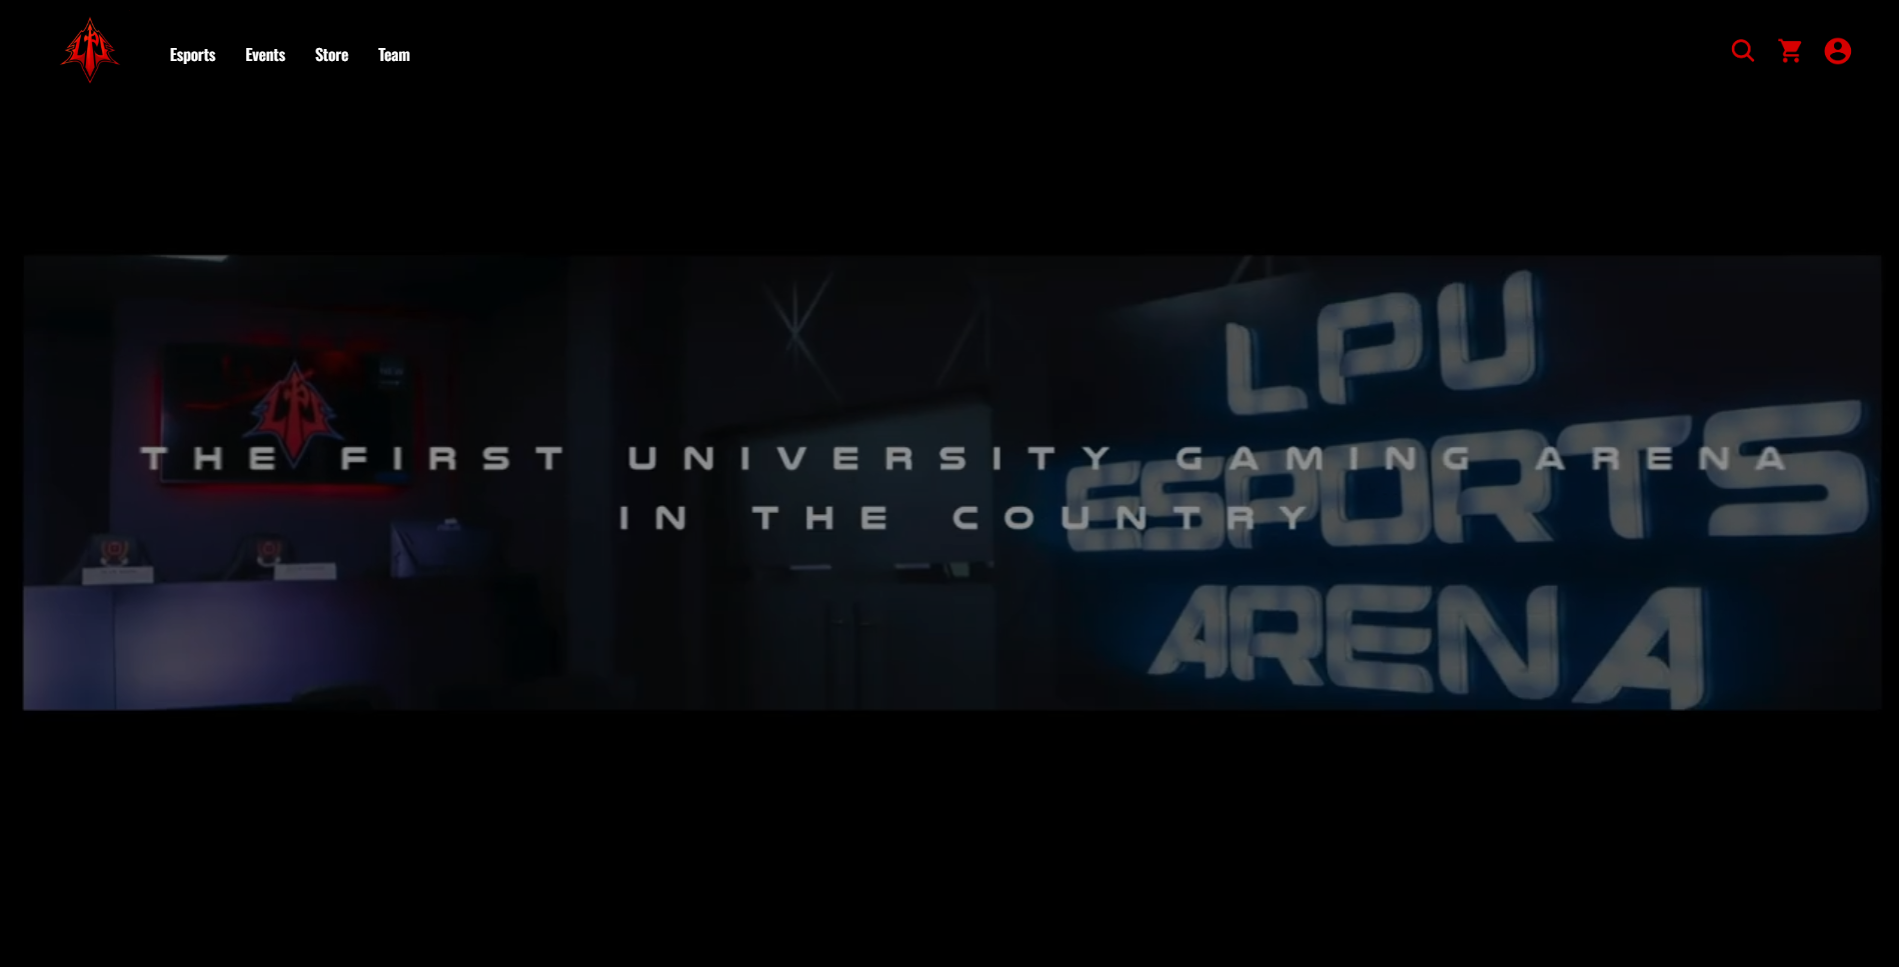 Esports Events Store Team
LPU
THE FIRST UNIVERSITY GAMING ARENA
ESPORTS
IN THE COUNTRY
ARENA